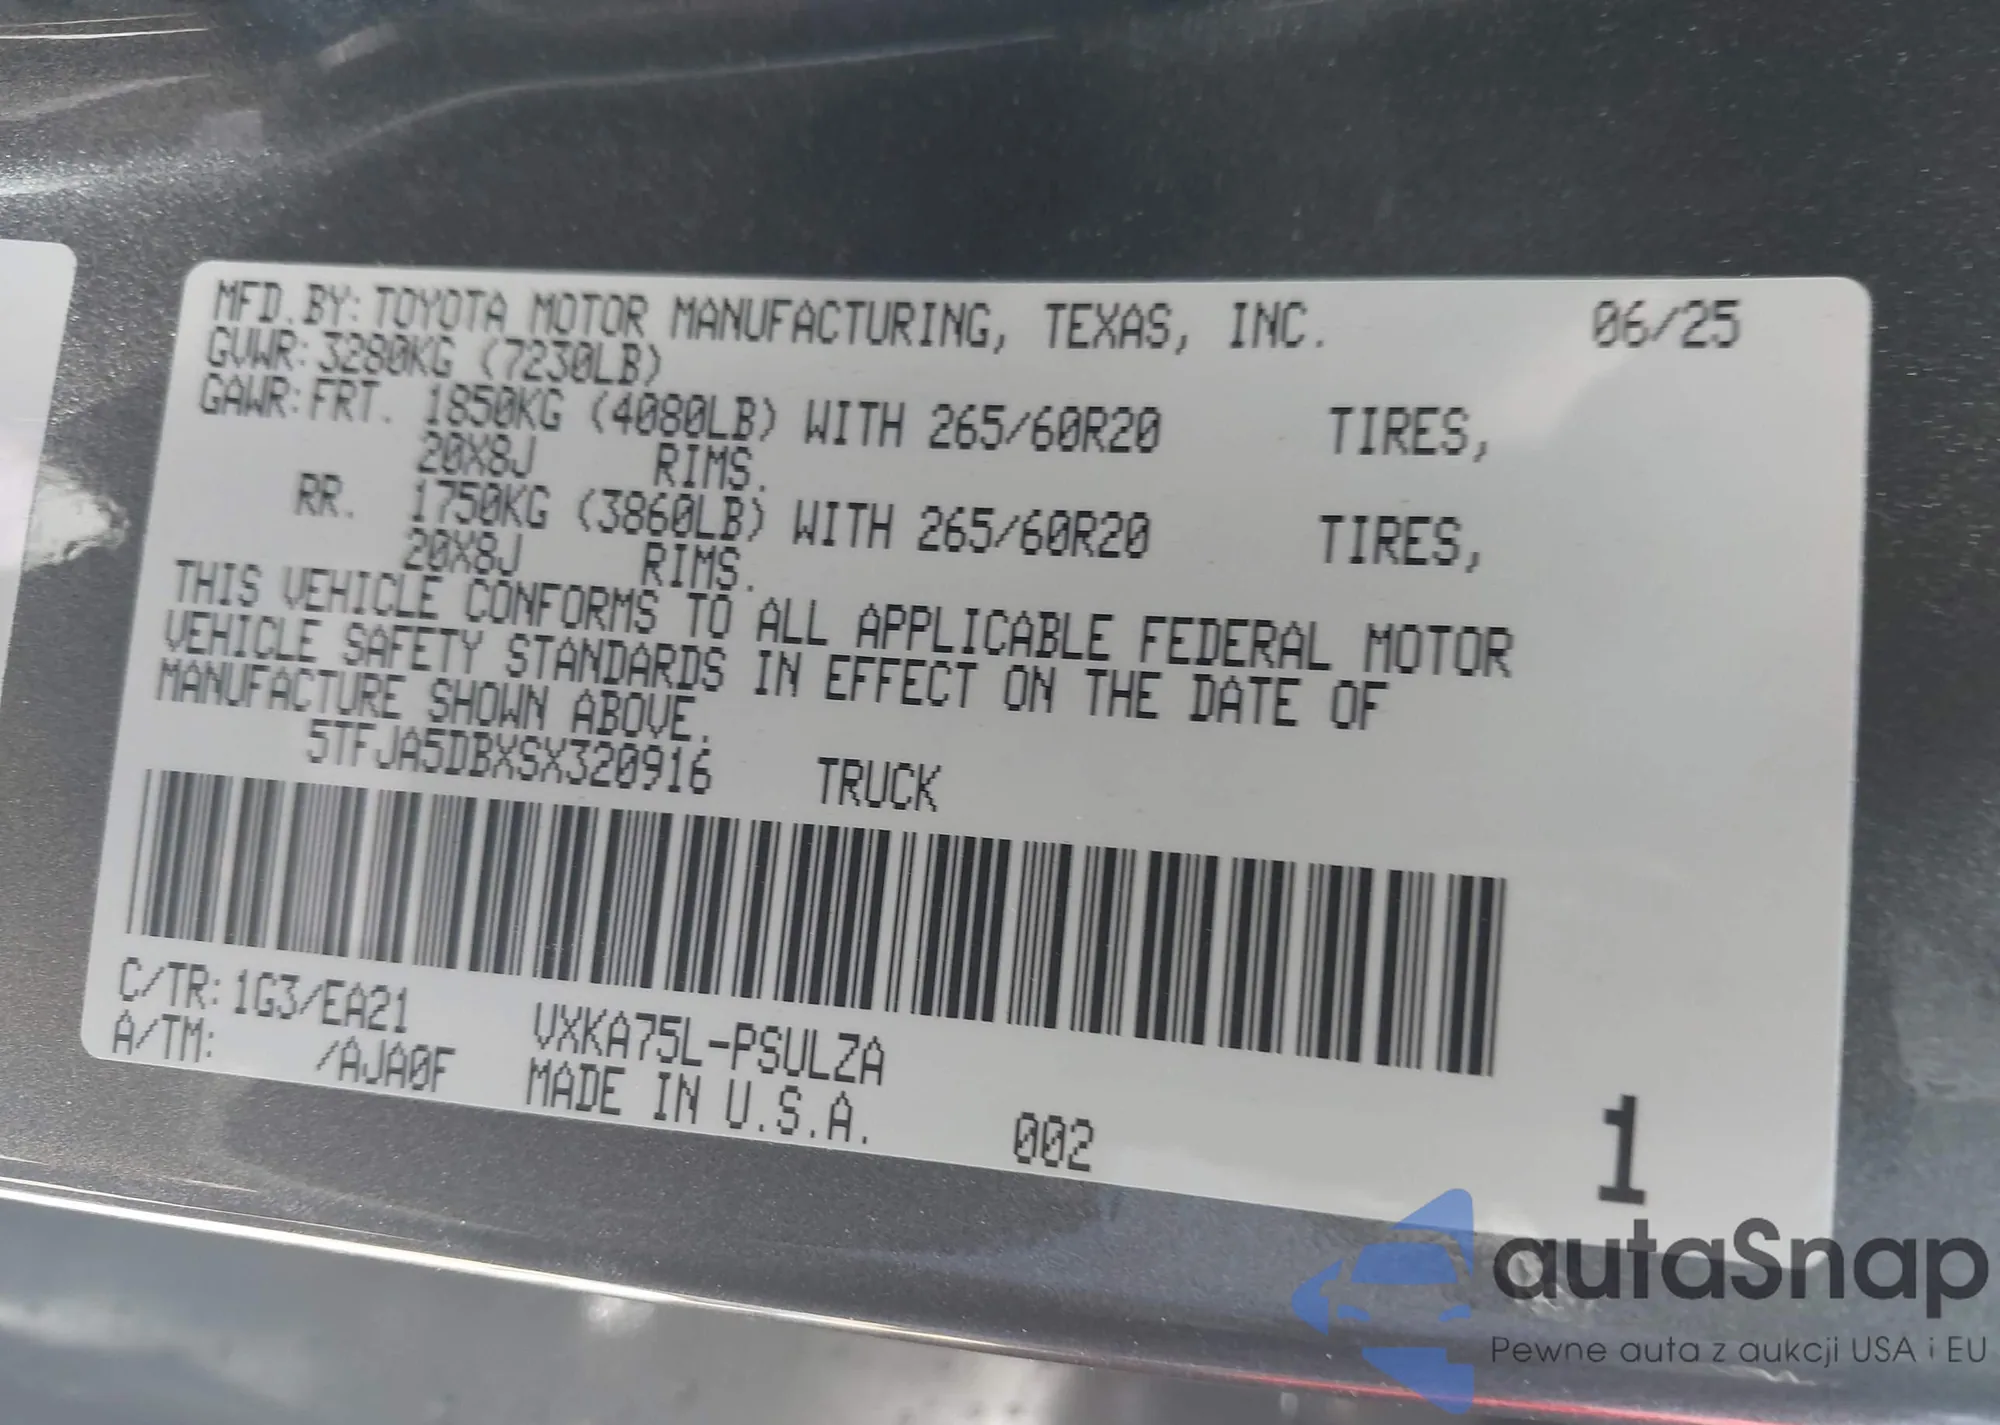 MFD. BY: TOYOTA MOTOR MANUFACTURING, TEXAS, INC. 06/25
GVWR: 3280KG (7230LB)
GAWR: FRT. 1850KG (4080LB) WITH 265/60R20 TIRES,
20X8J RIMS.
RR. 1750KG (3860LB) WITH 265/60R20 TIRES,
20X8J RIMS.
THIS VEHICLE CONFORMS TO ALL APPLICABLE FEDERAL MOTOR
VEHICLE SAFETY STANDARDS IN EFFECT ON THE DATE OF
MANUFACTURE SHOWN ABOVE.
5TFJA5DBXSX320916 TRUCK
C/TR: 1G3/EA21 VXKA75L-PSULZA
A/TM: /AJA0F MADE IN U.S.A. 002 1
autaSnap
Pewne auta z aukcji USA i EU